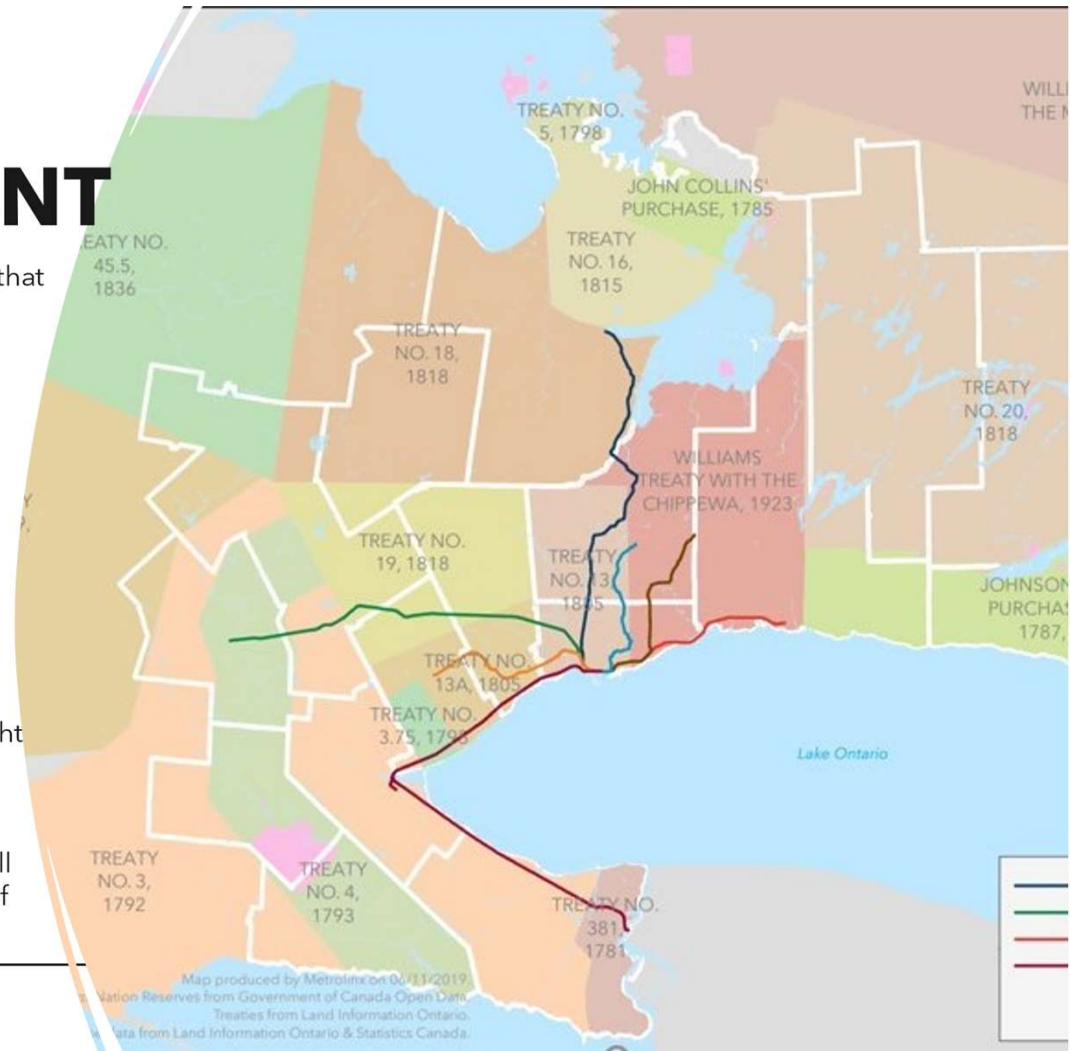 NT
that
ht
ll
f
TREATY NO.
5, 1798
JOHN COLLINS'
PURCHASE, 1785
WILLI
THE M
EATY NO.
45.5,
1836
TREATY
NO. 16,
1815
TREATY
NO. 18,
1818
TREATY
NO. 20,
1818
WILLIAMS
TREATY WITH THE
CHIPPEWA, 1923
TREATY NO.
19, 1818
TREATY
NO. 13
1805
JOHNSON
PURCHAS
1787,
TREATY NO.
13A, 1805
TREATY NO.
3.75, 1795
Lake Ontario
TREATY
NO. 3,
1792
TREATY
NO. 4,
1793
TREATY NO.
381,
1781
Map produced by Metrolinx on 06/11/2019.
Nation Reserves from Government of Canada Open Data.
Treaties from Land Information Ontario.
data from Land Information Ontario & Statistics Canada.